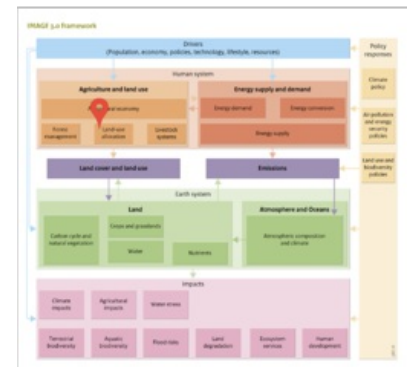 IMAGE 3.0 framework
Drivers
(Population, economy, policies, technology, lifestyle, resources)
Policy
responses
Human system
Agriculture and land use
Energy supply and demand
Climate
policy
economy
Energy demand
Energy conversion
Air pollution
and energy
security
policies
Forest
management
Land-use
allocation
Livestock
systems
Energy supply
Land cover and land use
Emissions
Land use and
biodiversity
policies
Earth system
Land
Atmosphere and Oceans
Carbon cycle and
natural vegetation
Crops and grasslands
Water
Nutrients
Atmospheric composition
and climate
Impacts
Climate
impacts
Agricultural
impacts
Water stress
Terrestrial
biodiversity
Aquatic
biodiversity
Flood risks
Land
degradation
Ecosystem
services
Human
development